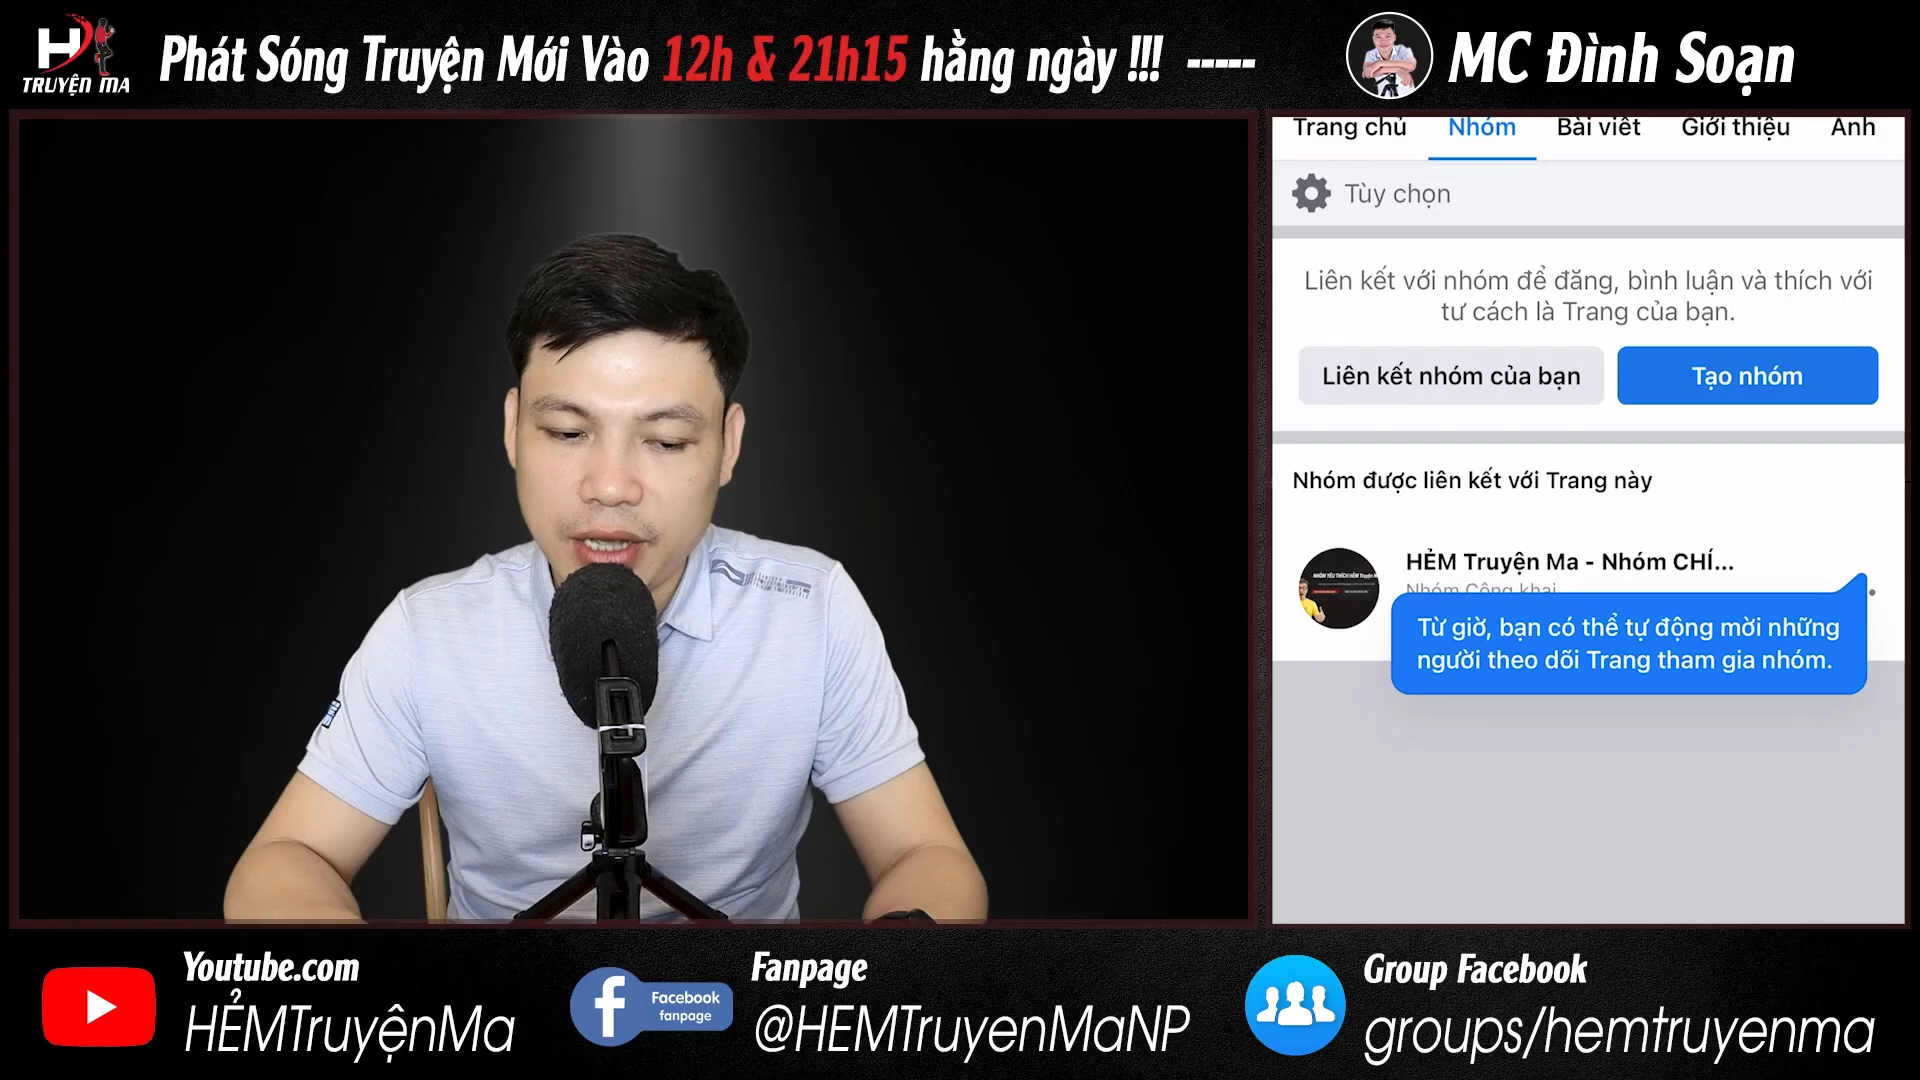 H
TRUYỆN MA
Phát Sóng Truyện Mới Vào 12h & 21h15 hằng ngày !!! -----
MC Đình Soạn
Trang chủ Nhóm Bài viết Giới thiệu Ảnh
Tùy chọn
Liên kết với nhóm để đăng, bình luận và thích với
tư cách là Trang của bạn.
Liên kết nhóm của bạn Tạo nhóm
Nhóm được liên kết với Trang này
HẺM Truyện Ma - Nhóm CHÍ...
Nhóm Công khai
Từ giờ, bạn có thể tự động mời những
người theo dõi Trang tham gia nhóm.
Youtube.com
HẺMTruyệnMa
Facebook
fanpage
Fanpage
@HEMTruyenMaNP
Group Facebook
groups/hemtruyenma